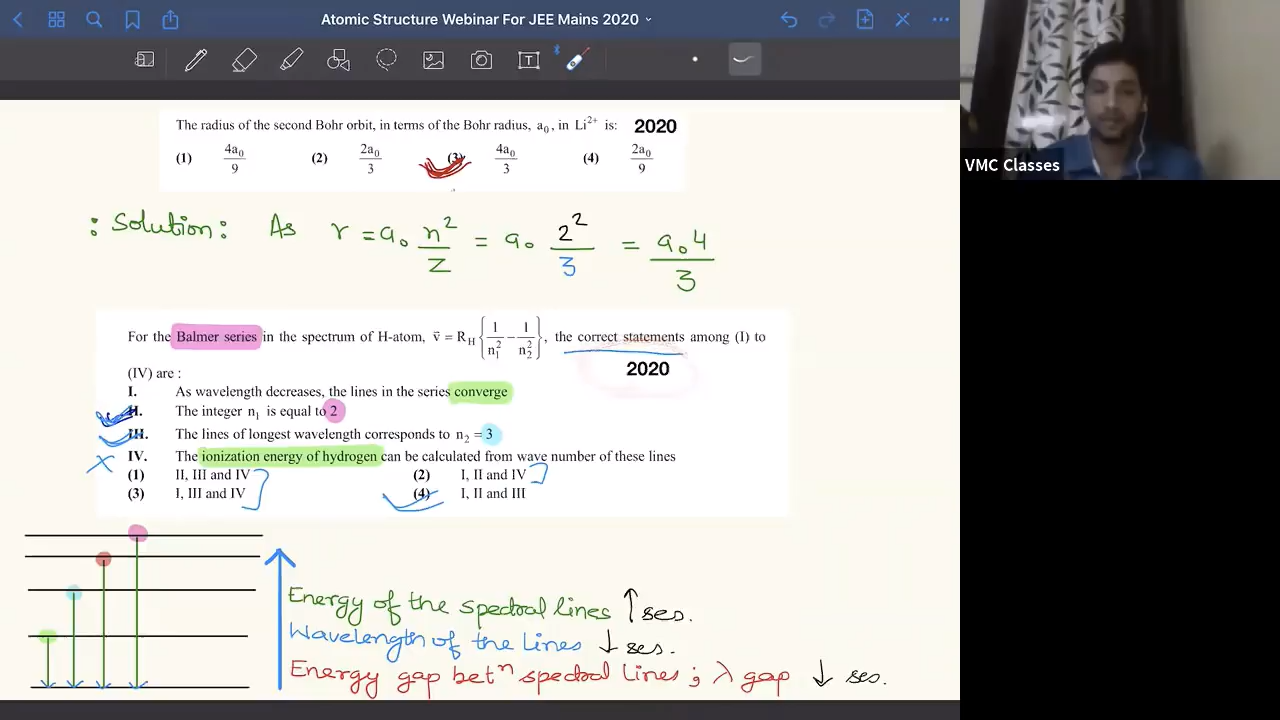 Atomic Structure Webinar For JEE Mains 2020
T
VMC Classes
The radius of the second Bohr orbit, in terms of the Bohr radius, a₀, in Li²⁺ is: 2020
(1) 4a₀/9 (2) 2a₀/3 (3) 4a₀/3 (4) 2a₀/9
: Solution: As r = a₀ n²/Z = a₀ 2²/3 = a₀4/3
For the Balmer series in the spectrum of H-atom, v̄ = R_H {1/n₁² − 1/n₂²}, the correct statements among (I) to
(IV) are :
2020
I. As wavelength decreases, the lines in the series converge
II. The integer n₁ is equal to 2
III. The lines of longest wavelength corresponds to n₂ = 3
IV. The ionization energy of hydrogen can be calculated from wave number of these lines
(1) II, III and IV (2) I, II and IV
(3) I, III and IV (4) I, II and III
Energy of the spectral lines ↑ses.
Wavelength of the lines ↓ses.
Energy gap betⁿ spectral lines ; λ gap ↓ses.